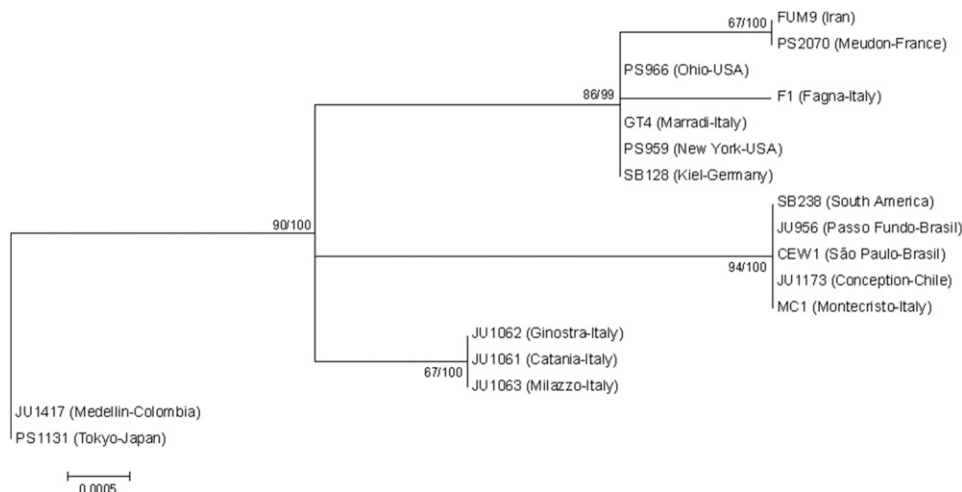 67/100
FUM9 (Iran)
PS2070 (Meudon-France)
PS966 (Ohio-USA)
86/99
F1 (Fagna-Italy)
GT4 (Marradi-Italy)
PS959 (New York-USA)
SB128 (Kiel-Germany)
90/100
SB238 (South America)
JU956 (Passo Fundo-Brasil)
CEW1 (São Paulo-Brasil)
94/100
JU1173 (Conception-Chile)
MC1 (Montecristo-Italy)
JU1062 (Ginostra-Italy)
JU1061 (Catania-Italy)
67/100
JU1063 (Milazzo-Italy)
JU1417 (Medellin-Colombia)
PS1131 (Tokyo-Japan)
0.0005